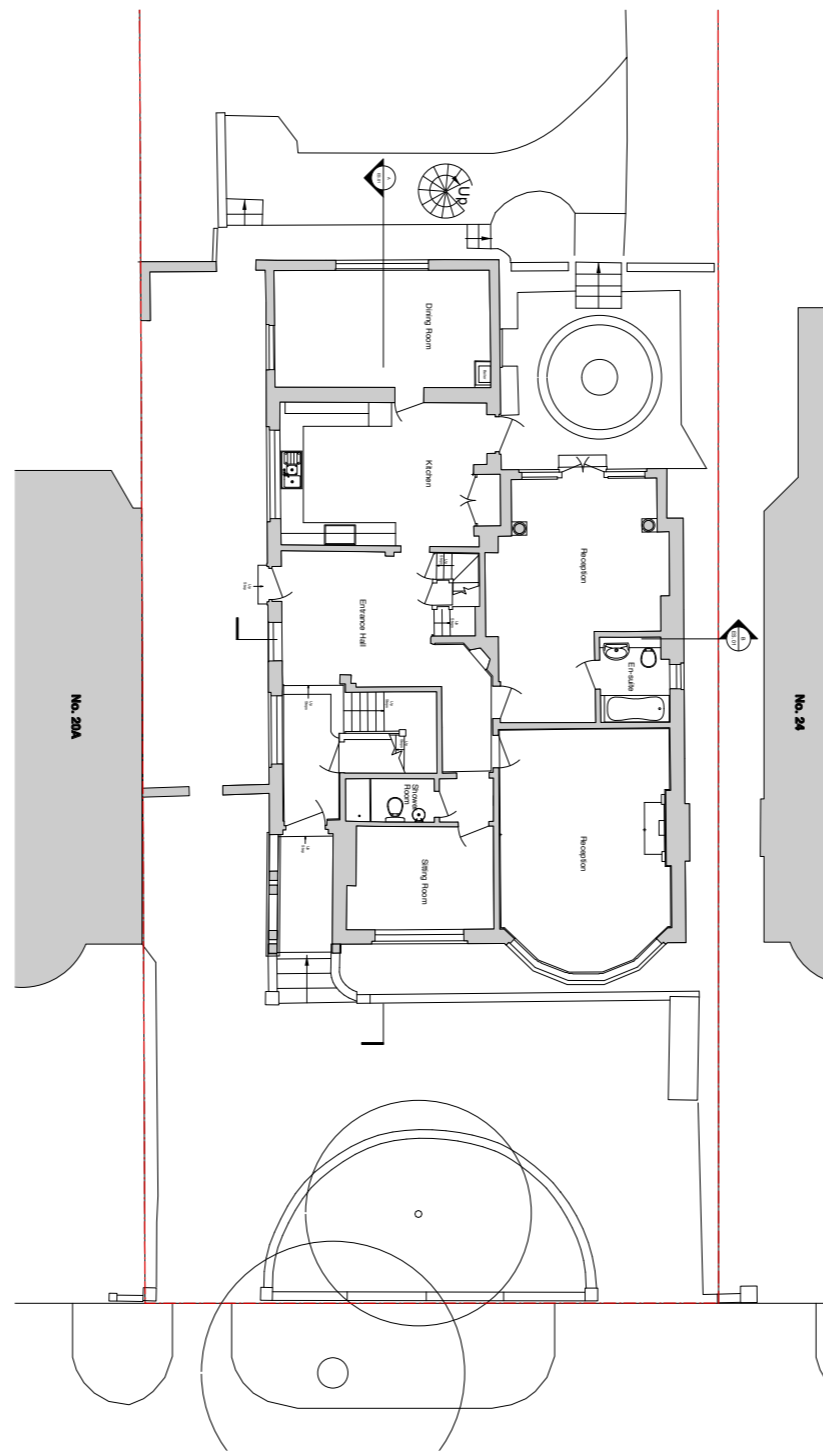 Up
A
Dining Room
Kitchen
Reception
Entrance Hall
B
En-suite
No. 20A
No. 24
Shower
Room
Sitting Room
Reception